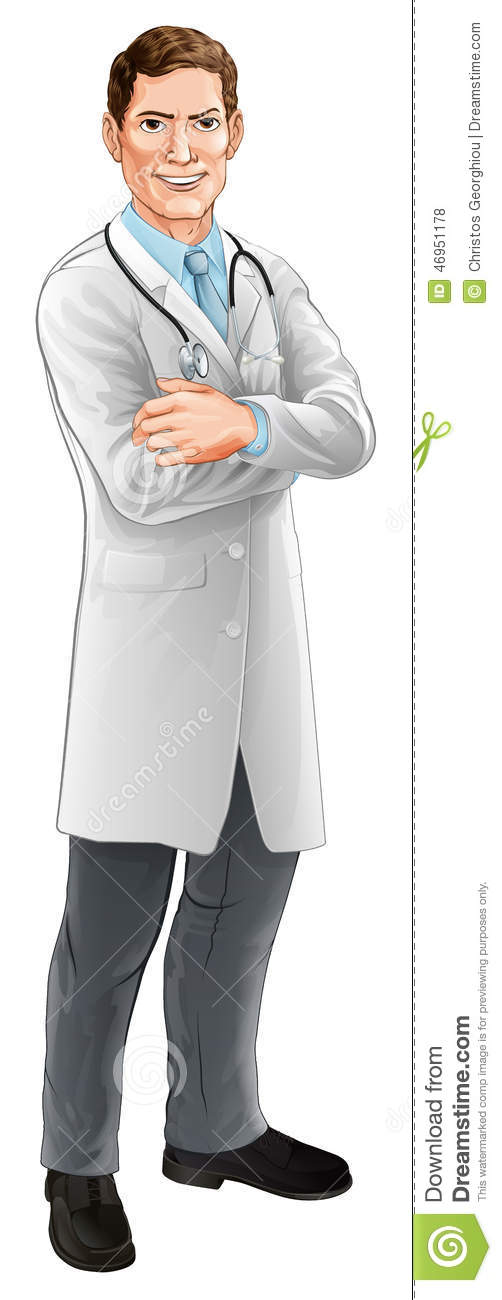 46951178
Christos Georghiou | Dreamstime.com
ID
©
dreamstime
Download from
Dreamstime.com
This watermarked comp image is for previewing purposes only.